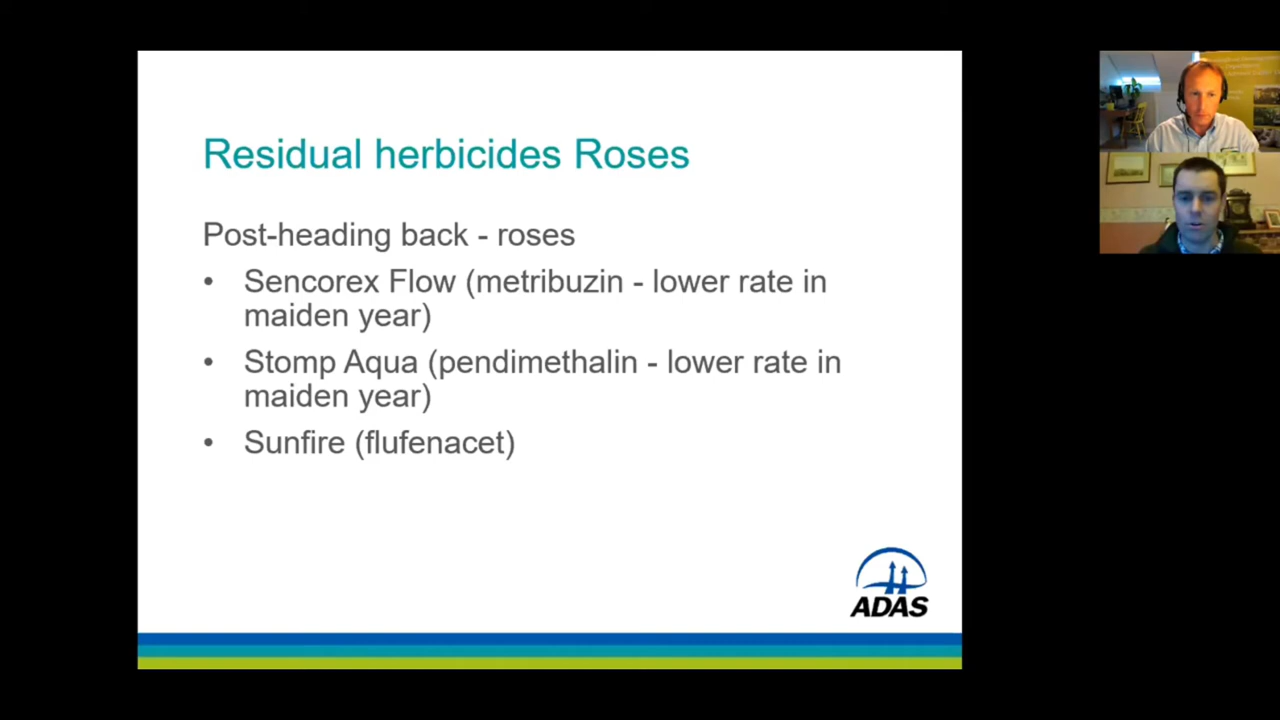 Residual herbicides Roses
Post-heading back - roses
• Sencorex Flow (metribuzin - lower rate in
maiden year)
• Stomp Aqua (pendimethalin - lower rate in
maiden year)
• Sunfire (flufenacet)
ADAS